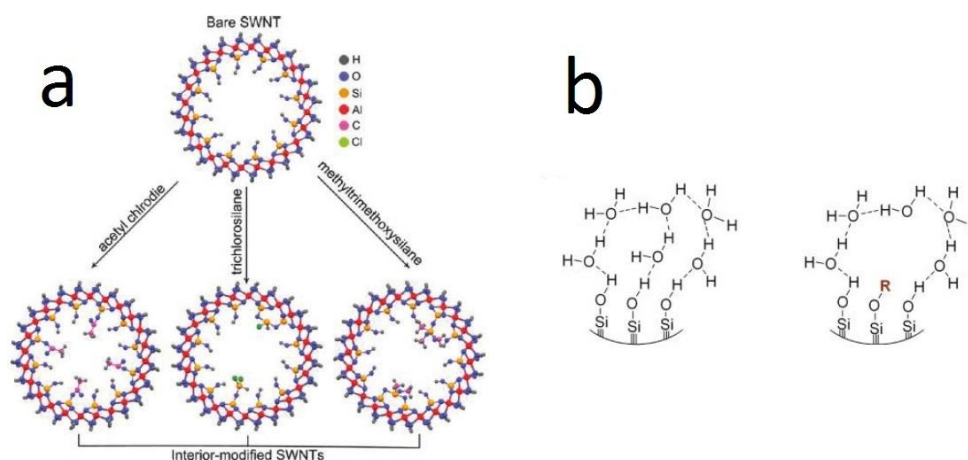 a
Bare SWNT
H
O
Si
Al
C
Cl
acetyl chlrodie
trichlorosilane
methyltrimethoxysilane
Interior-modified SWNTs
b
H H H
H-O H-O O-H
H H H
H-O H-O O
H H H H
O O O
Si Si Si
H H H
H-O H-O O
H H
H-O R O
H H H
O O O
Si Si Si